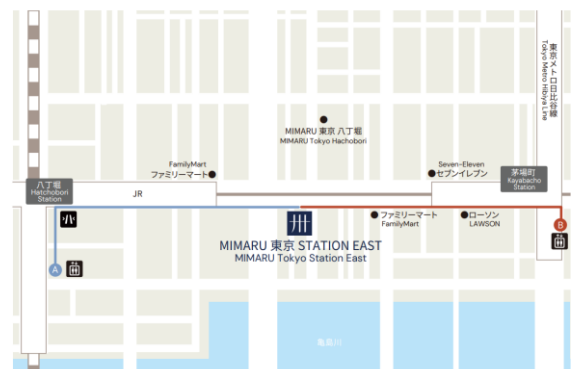 東京メトロ日比谷線
Tokyo Metro Hibiya Line
MIMARU 東京 八丁堀
MIMARU Tokyo Hachobori
FamilyMart
ファミリーマート
Seven-Eleven
セブンイレブン
茅場町
Kayabacho
Station
八丁堀
Hatchobori
Station
JR
ファミリーマート
FamilyMart
ローソン
LAWSON
B
MIMARU 東京 STATION EAST
MIMARU Tokyo Station East
A
亀島川